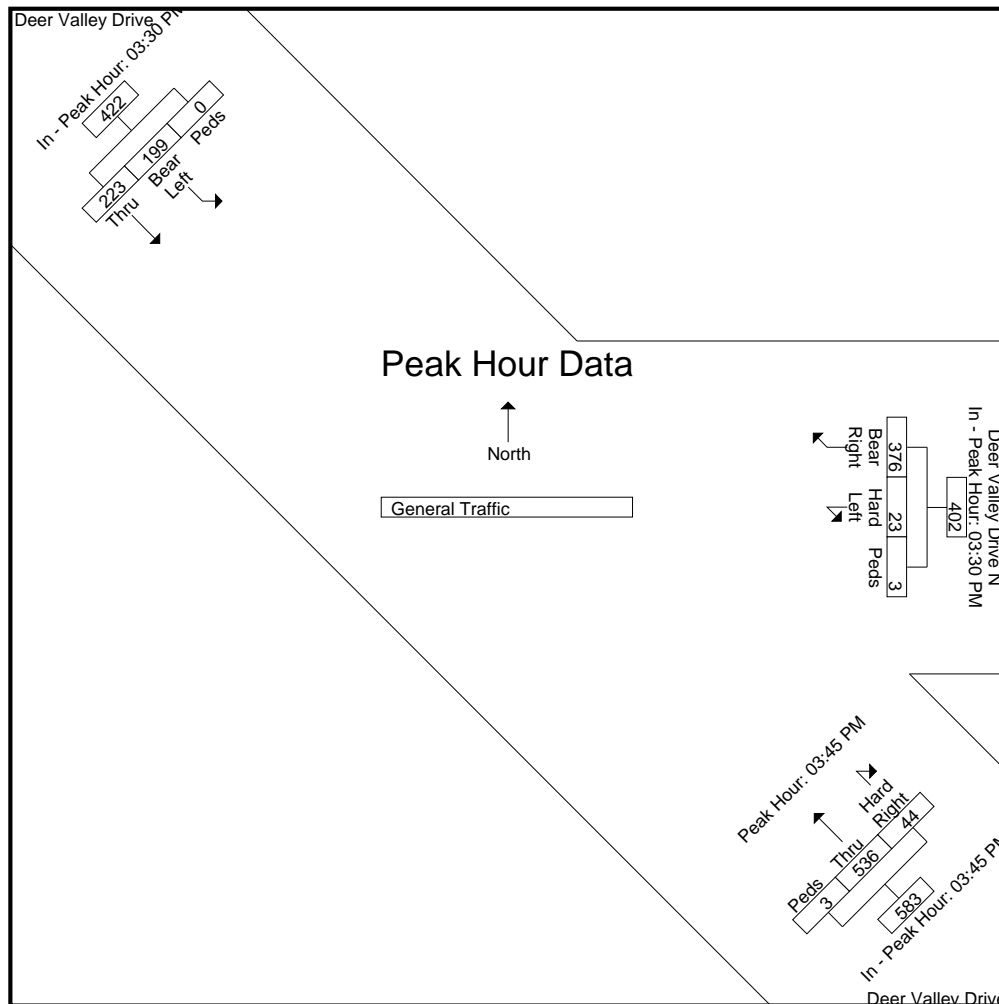 Deer Valley Drive
In - Peak Hour: 03:30 PM
422
223
199
0
Thru
Bear
Left
Peds
Peak Hour Data
North
General Traffic
Deer Valley Drive N
In - Peak Hour: 03:30 PM
402
376
23
3
Bear
Right
Hard
Left
Peds
Peak Hour: 03:45 PM
Hard
Right
Thru
Peds
44
536
3
583
In - Peak Hour: 03:45 PM
Deer Valley Drive